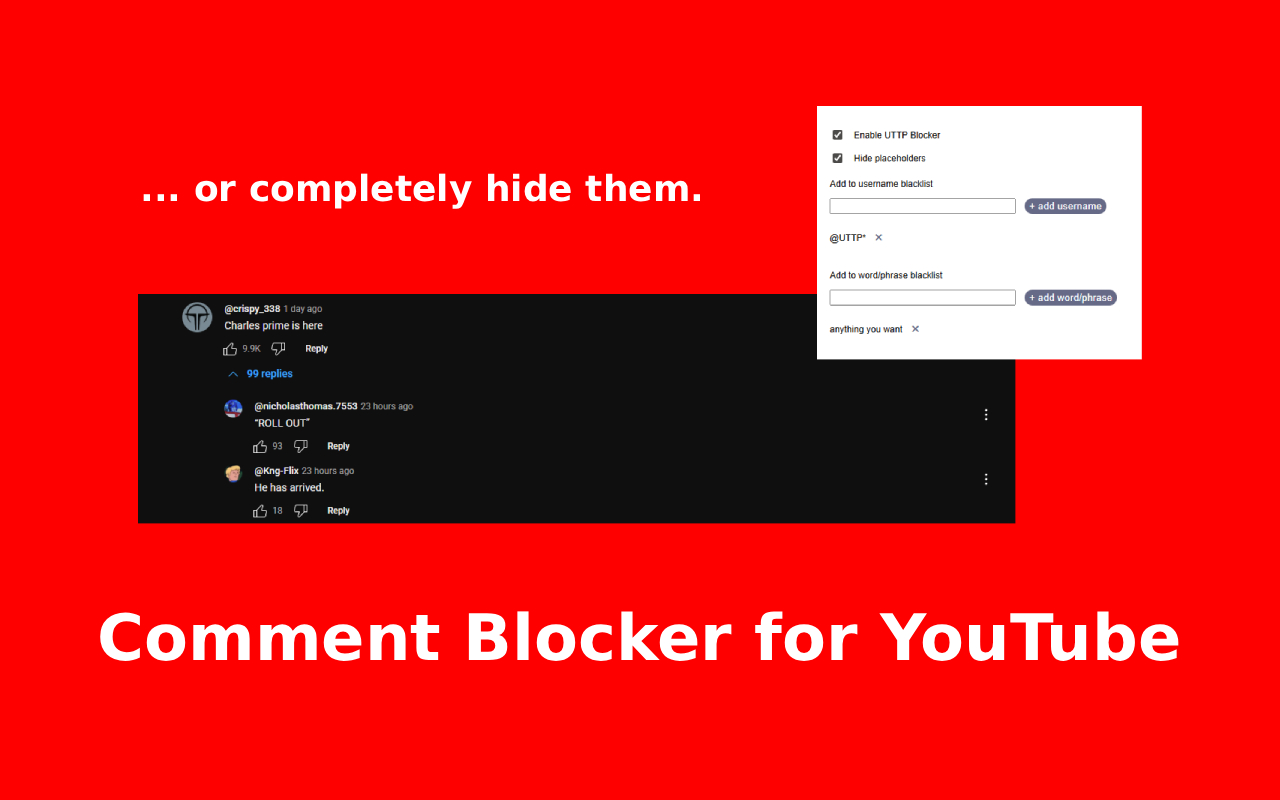 ... or completely hide them.
Enable UTTP Blocker
Hide placeholders
Add to username blacklist
+ add username
@UTTP* ✕
Add to word/phrase blacklist
+ add word/phrase
anything you want ✕
@crispy_338 1 day ago
Charles prime is here
9.9K Reply
99 replies
@nicholasthomas.7553 23 hours ago
"ROLL OUT"
93 Reply
@Kng-Flix 23 hours ago
He has arrived.
18 Reply
Comment Blocker for YouTube